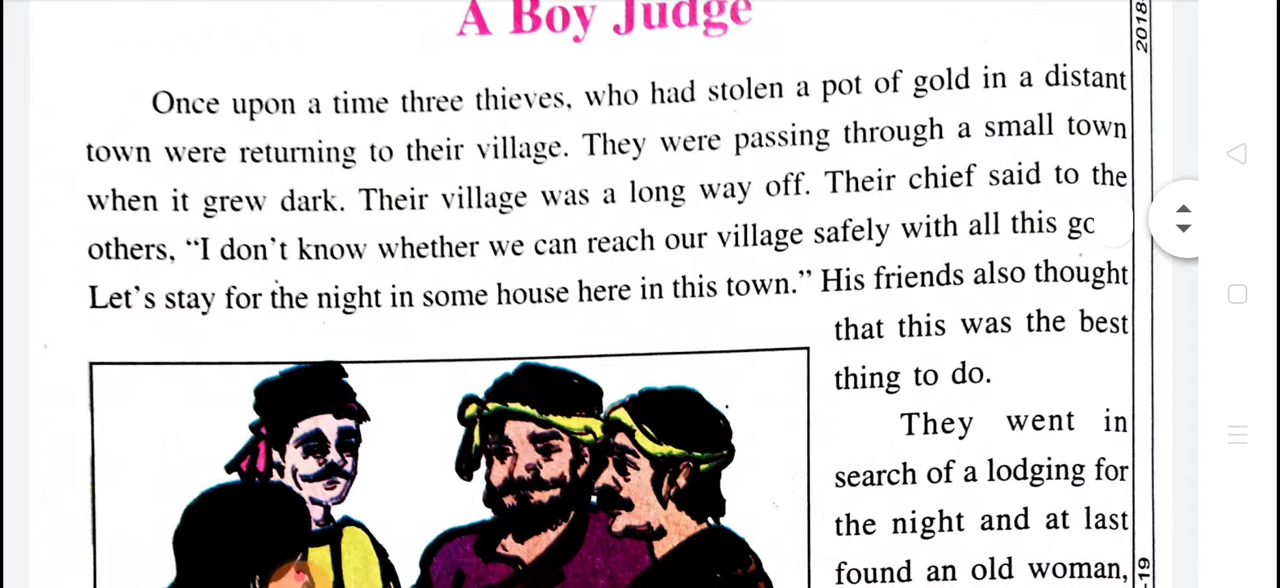 A Boy Judge
2018-
Once upon a time three thieves, who had stolen a pot of gold in a distant
town were returning to their village. They were passing through a small town
when it grew dark. Their village was a long way off. Their chief said to the
others, “I don’t know whether we can reach our village safely with all this
Let’s stay for the night in some house here in this town.” His friends also thought
that this was the best
thing to do.
They went in
search of a lodging for
the night and at last
found an old woman,
-19